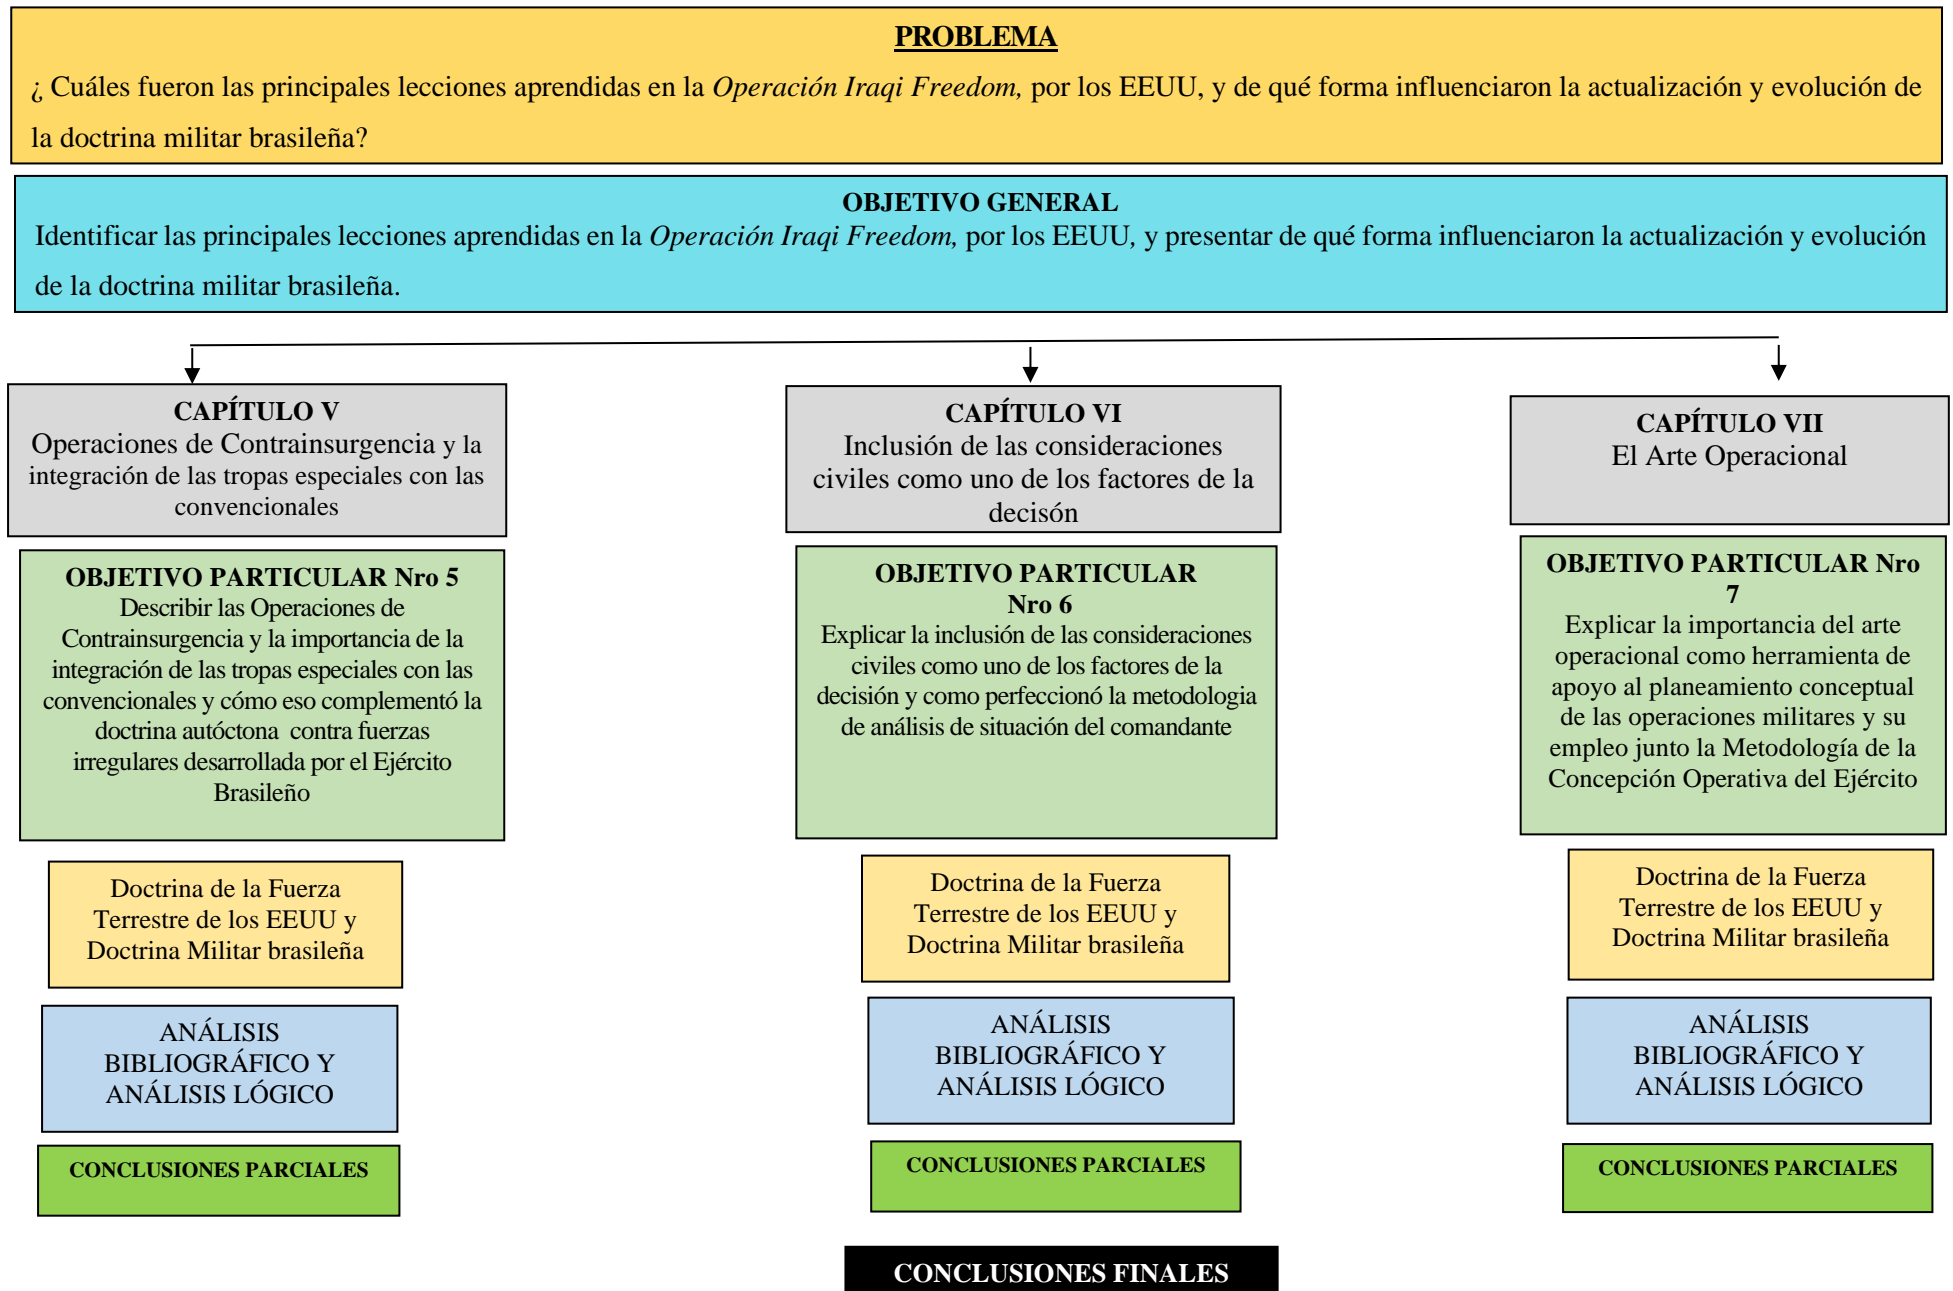 PROBLEMA
¿ Cuáles fueron las principales lecciones aprendidas en la Operación Iraqi Freedom, por los EEUU, y de qué forma influenciaron la actualización y evolución de
la doctrina militar brasileña?
OBJETIVO GENERAL
Identificar las principales lecciones aprendidas en la Operación Iraqi Freedom, por los EEUU, y presentar de qué forma influenciaron la actualización y evolución
de la doctrina militar brasileña.
CAPÍTULO V
Operaciones de Contrainsurgencia y la
integración de las tropas especiales con las
convencionales
OBJETIVO PARTICULAR Nro 5
Describir las Operaciones de
Contrainsurgencia y la importancia de la
integración de las tropas especiales con las
convencionales y cómo eso complementó la
doctrina autóctona contra fuerzas
irregulares desarrollada por el Ejército
Brasileño
Doctrina de la Fuerza
Terrestre de los EEUU y
Doctrina Militar brasileña
ANÁLISIS
BIBLIOGRÁFICO Y
ANÁLISIS LÓGICO
CONCLUSIONES PARCIALES
CAPÍTULO VI
Inclusión de las consideraciones
civiles como uno de los factores de la
decisón
OBJETIVO PARTICULAR
Nro 6
Explicar la inclusión de las consideraciones
civiles como uno de los factores de la
decisión y como perfeccionó la metodologia
de análisis de situación del comandante
Doctrina de la Fuerza
Terrestre de los EEUU y
Doctrina Militar brasileña
ANÁLISIS
BIBLIOGRÁFICO Y
ANÁLISIS LÓGICO
CONCLUSIONES PARCIALES
CAPÍTULO VII
El Arte Operacional
OBJETIVO PARTICULAR Nro
7
Explicar la importancia del arte
operacional como herramienta de
apoyo al planeamiento conceptual
de las operaciones militares y su
empleo junto la Metodología de la
Concepción Operativa del Ejército
Doctrina de la Fuerza
Terrestre de los EEUU y
Doctrina Militar brasileña
ANÁLISIS
BIBLIOGRÁFICO Y
ANÁLISIS LÓGICO
CONCLUSIONES PARCIALES
CONCLUSIONES FINALES